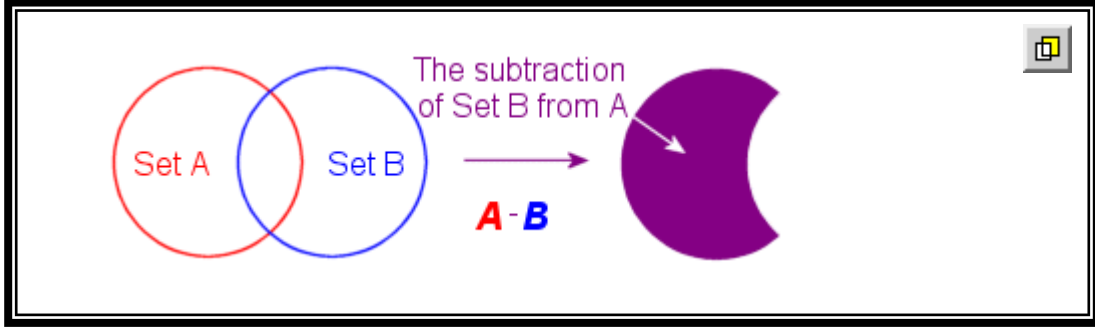 The subtraction
of Set B from A
Set A
Set B
A - B